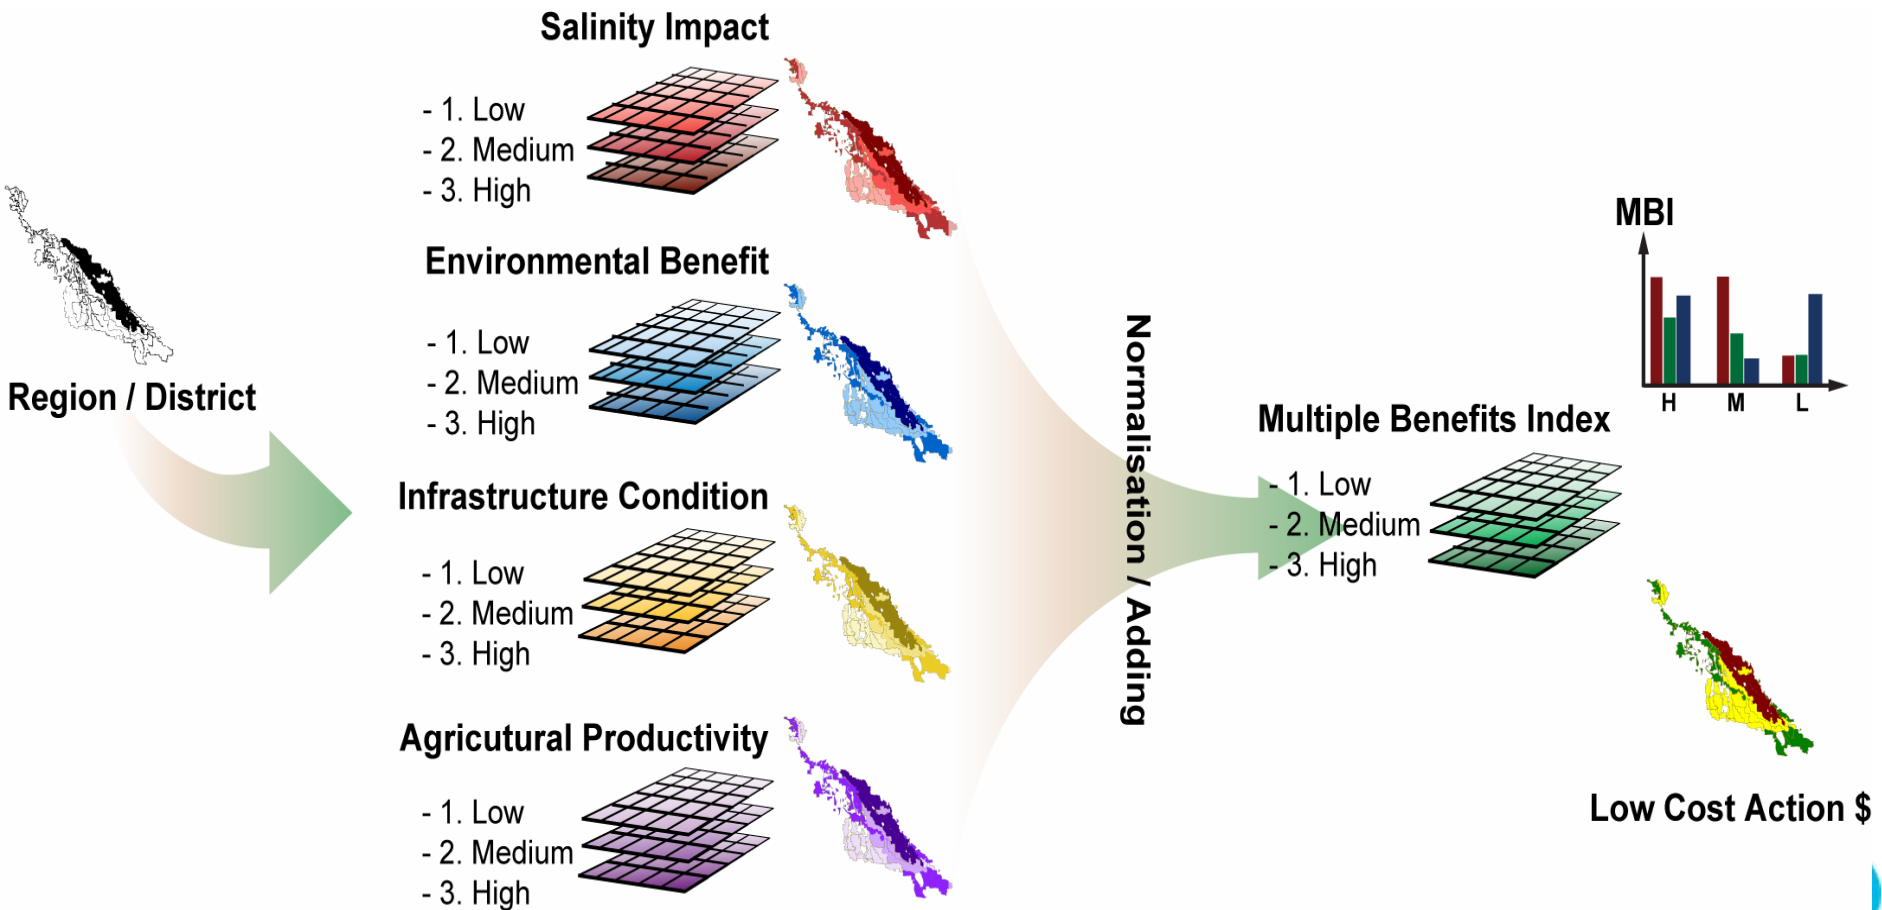 Salinity Impact
- 1. Low
- 2. Medium
- 3. High
Region / District
Environmental Benefit
- 1. Low
- 2. Medium
- 3. High
Infrastructure Condition
- 1. Low
- 2. Medium
- 3. High
Agricutural Productivity
- 1. Low
- 2. Medium
- 3. High
Normalisation / Adding
Multiple Benefits Index
- 1. Low
- 2. Medium
- 3. High
MBI
H M L
Low Cost Action $